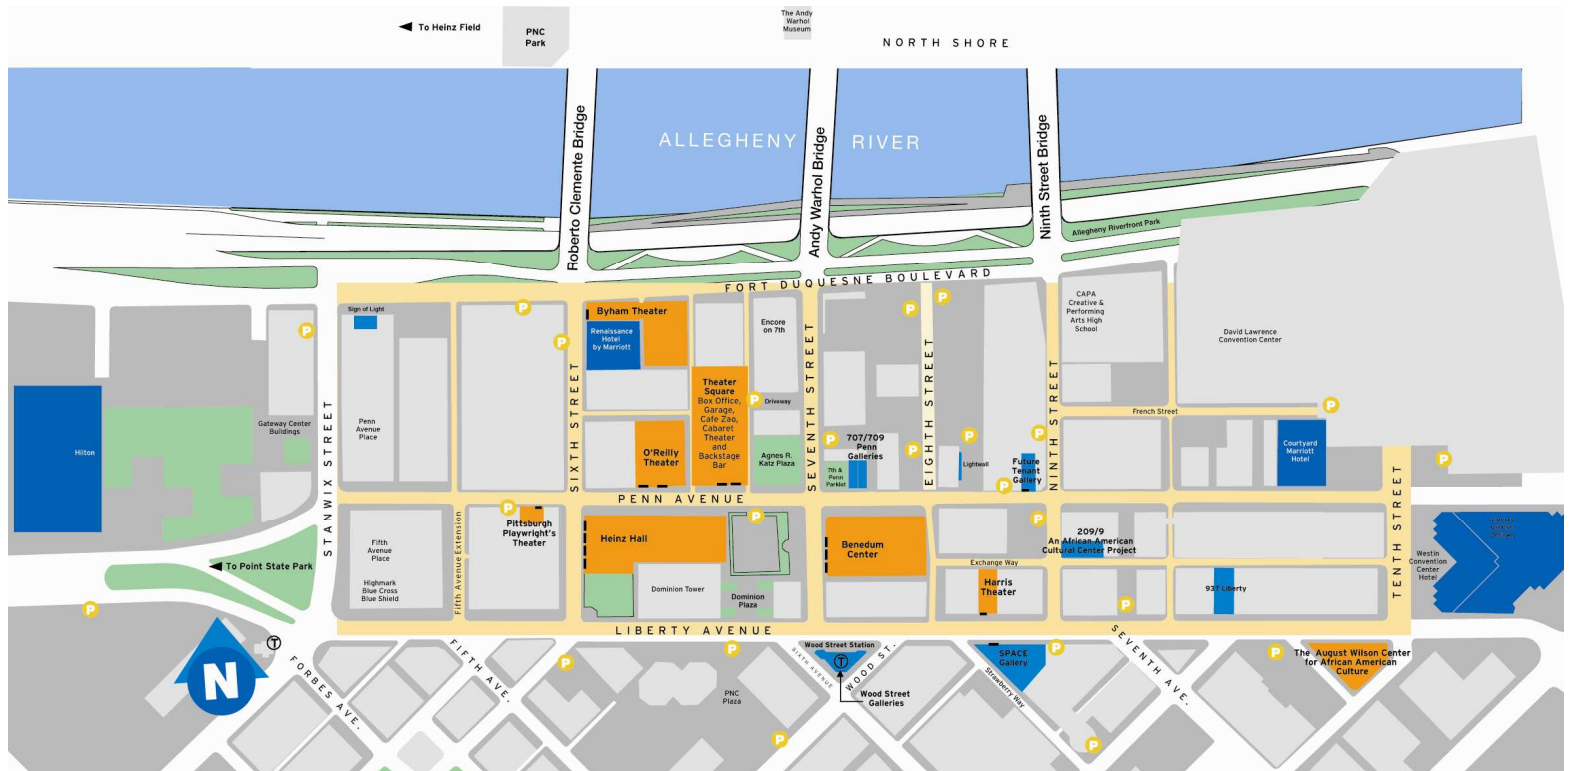 To Heinz Field
PNC
Park
The Andy
Warhol
Museum
NORTH SHORE
ALLEGHENY RIVER
Roberto Clemente Bridge
Andy Warhol Bridge
Ninth Street Bridge
Allegheny Riverfront Park
FORT DUQUESNE BOULEVARD
Sign of Light
P
P
P
P
P
Byham Theater
Renaissance
Hotel
by Marriott
Encore
on 7th
CAPA
Creative &
Performing
Arts High
School
David Lawrence
Convention Center
STANWIX STREET
SIXTH STREET
SEVENTH STREET
EIGHTH STREET
NINTH STREET
TENTH STREET
Theater
Square
Box Office,
Garage,
Cafe Zao,
Cabaret
Theater
and
Backstage
Bar
P
Driveway
French Street
P
Hilton
Gateway Center
Buildings
Penn
Avenue
Place
O'Reilly
Theater
Agnes R.
Katz Plaza
P
707/709
Penn
Galleries
7th &
Penn
Parklet
P
P
Lightwall
P
Future
Tenant
Gallery
P
Courtyard
Marriott
Hotel
P
PENN AVENUE
Fifth Avenue Extension
P
Pittsburgh
Playwright's
Theater
Heinz Hall
P
Benedum
Center
P
209/9
An African American
Cultural Center Project
Exchange Way
Westin
Convention
Center
Hotel
Fifth
Avenue
Place
Highmark
Blue Cross
Blue Shield
To Point State Park
Dominion Tower
Dominion
Plaza
Harris
Theater
P
937 Liberty
P
LIBERTY AVENUE
N
T
FORBES AVE.
FIFTH AVE.
P
P
PNC
Plaza
P
SIXTH AVENUE
Wood Street Station
T
WOOD ST.
Wood Street
Galleries
SPACE
Gallery
Strawberry Way
P
P
SEVENTH AVE.
P
The August Wilson Center
for African American
Culture